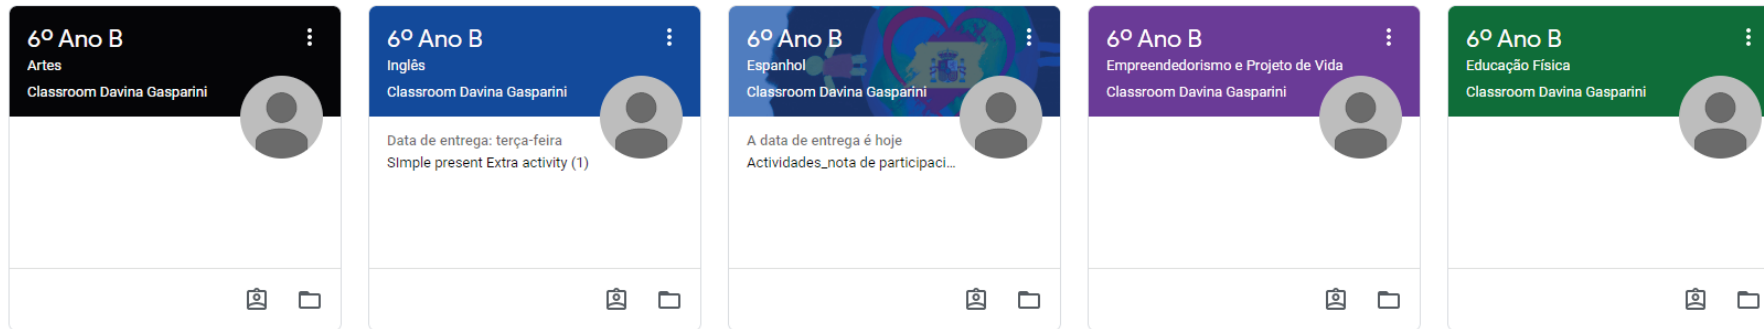 6º Ano B
Artes
Classroom Davina Gasparini
6º Ano B
Inglês
Classroom Davina Gasparini
Data de entrega: terça-feira
SImple present Extra activity (1)
6º Ano B
Espanhol
Classroom Davina Gasparini
A data de entrega é hoje
Actividades_nota de participaci...
6º Ano B
Empreendedorismo e Projeto de Vida
Classroom Davina Gasparini
6º Ano B
Educação Física
Classroom Davina Gasparini